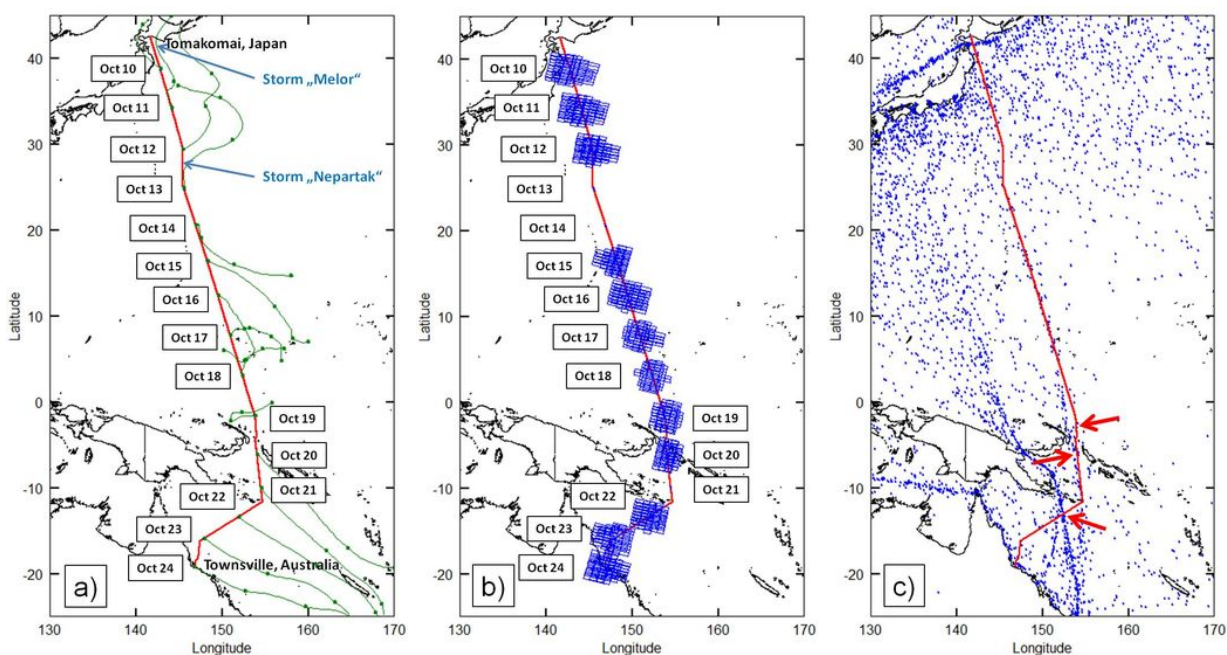 Tomakomai, Japan
Oct 10
Storm „Melor“
Oct 11
Oct 12
Storm „Nepartak“
Oct 13
Oct 14
Oct 15
Oct 16
Oct 17
Oct 18
Oct 19
Oct 20
Oct 22
Oct 21
Oct 23
Oct 24
Townsville, Australia
a)
40
30
20
10
0
-10
-20
Latitude
130 140 150 160 170
Longitude
Oct 10
Oct 11
Oct 12
Oct 13
Oct 14
Oct 15
Oct 16
Oct 17
Oct 18
Oct 19
Oct 20
Oct 22
Oct 21
Oct 23
Oct 24
b)
40
30
20
10
0
-10
-20
Latitude
130 140 150 160 170
Longitude
c)
40
30
20
10
0
-10
-20
Latitude
130 140 150 160 170
Longitude